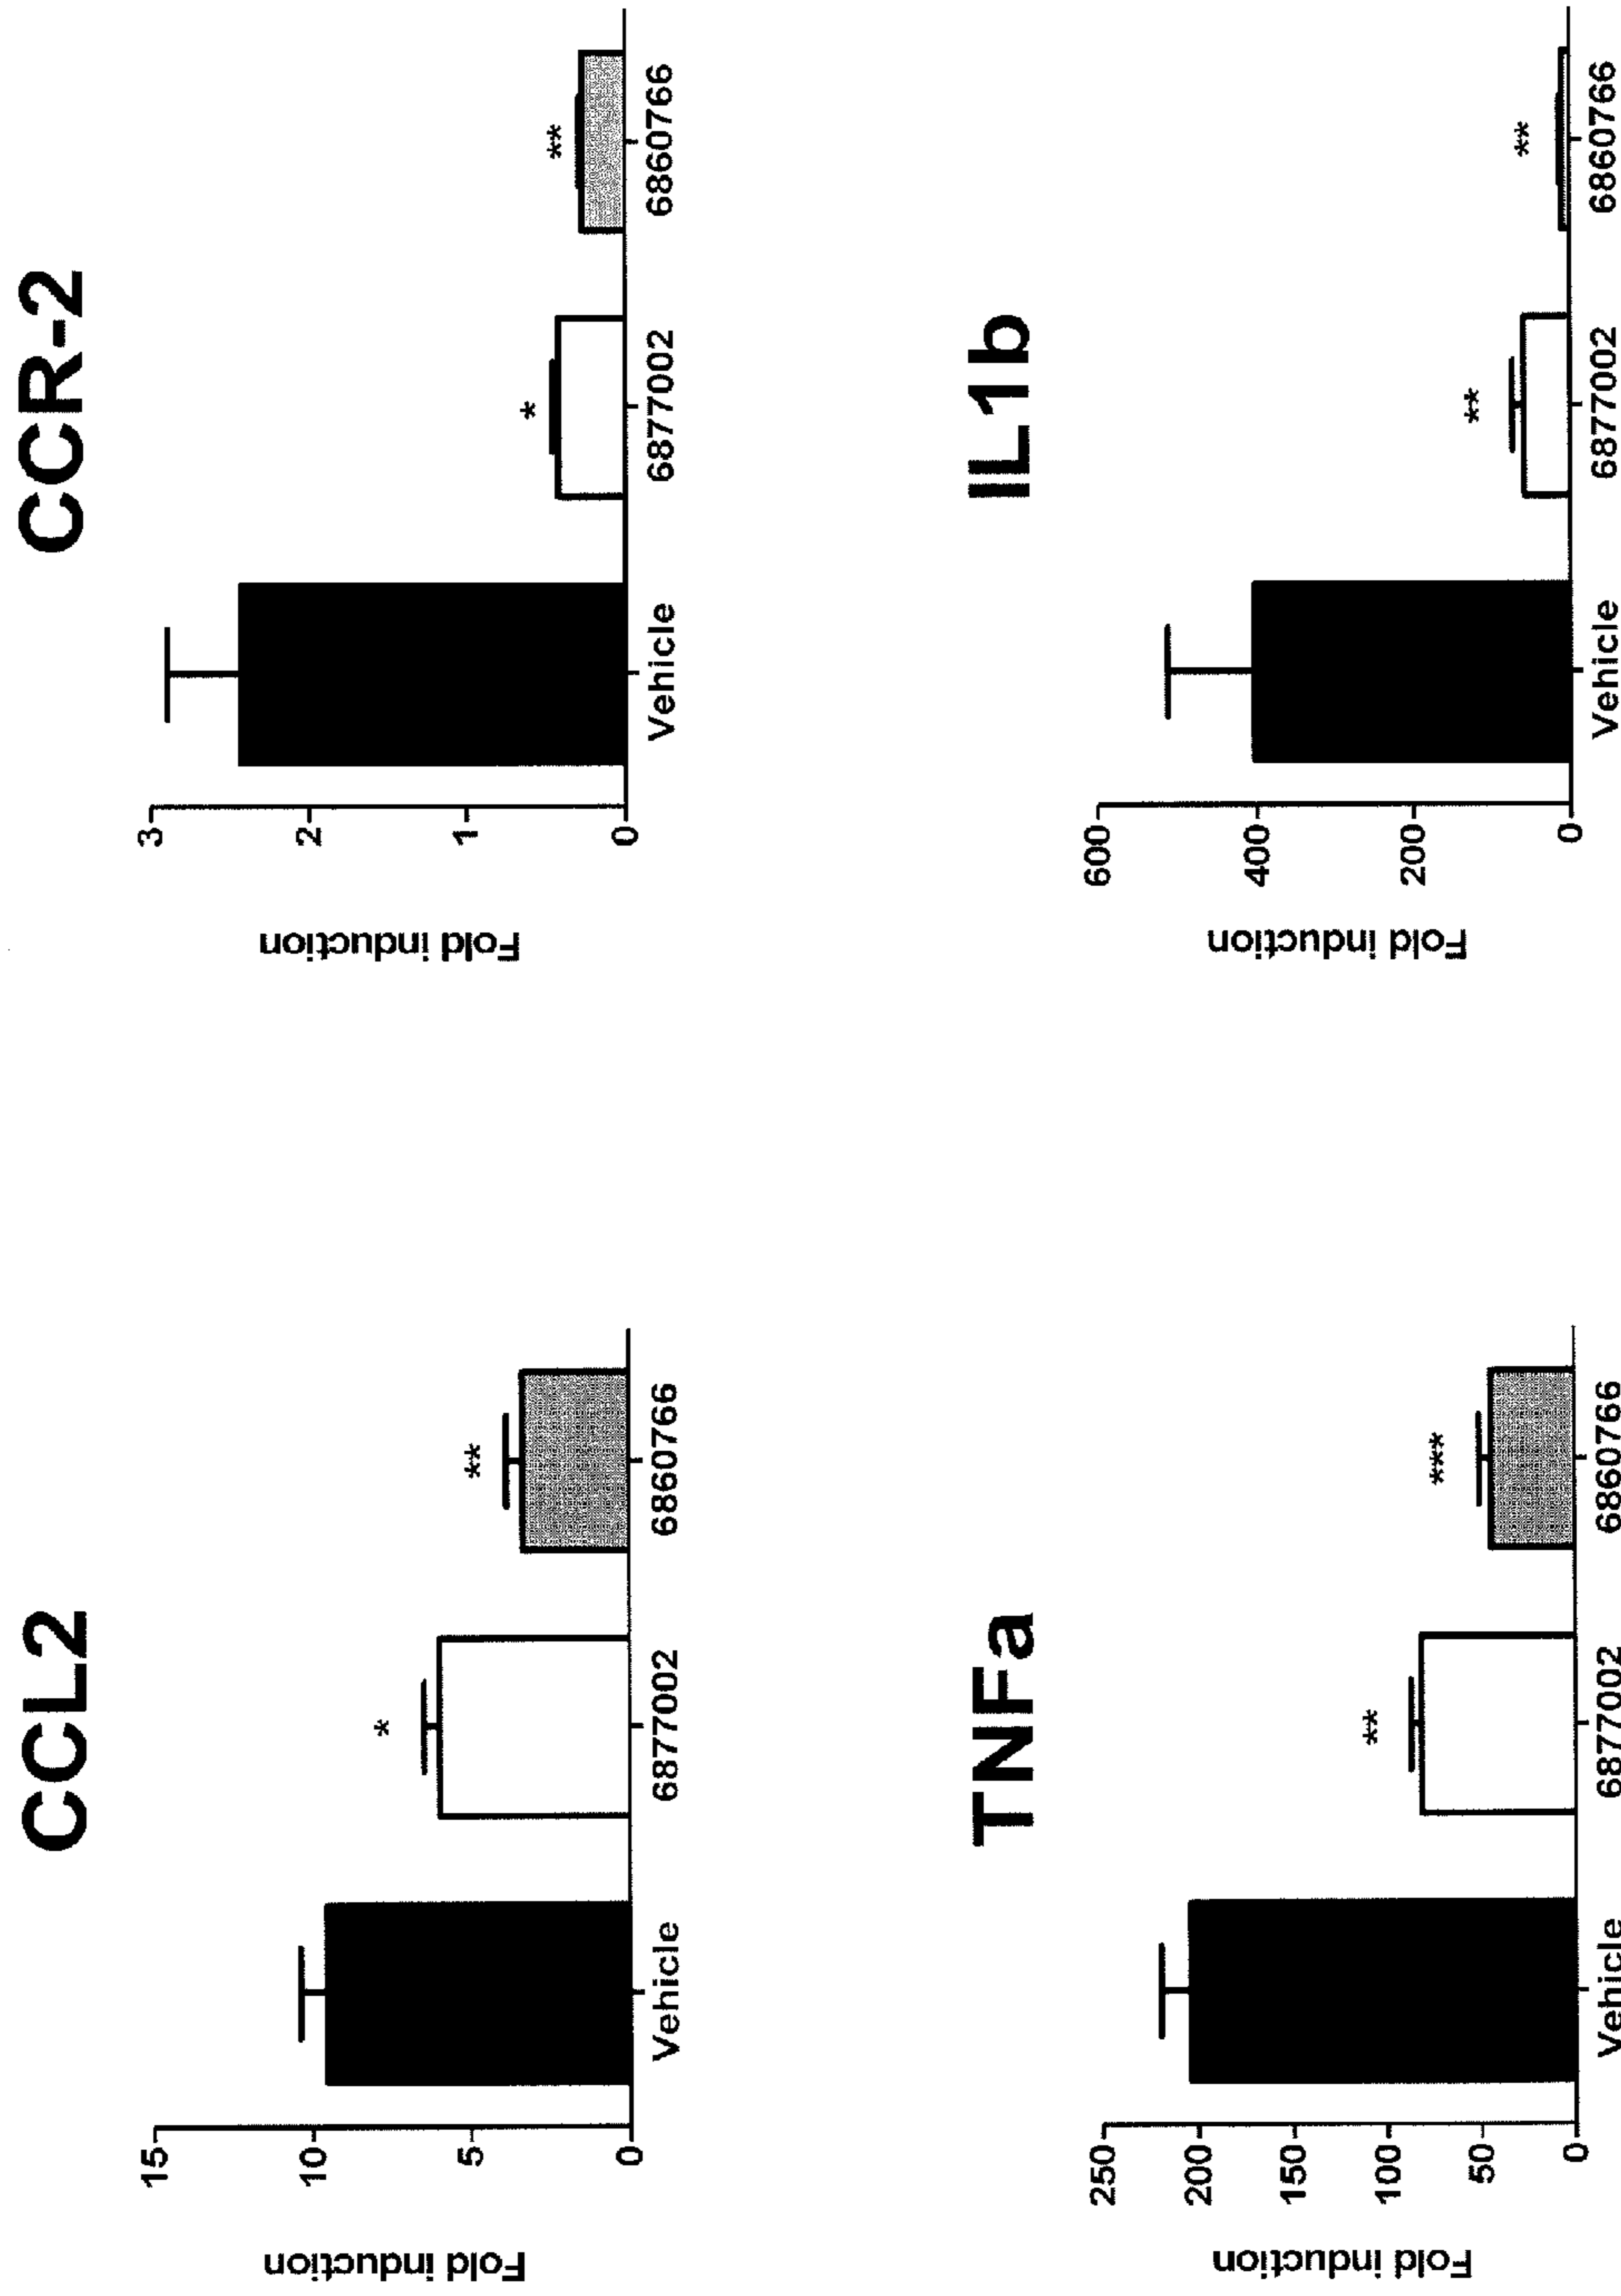 CCL2
Fold induction
15
10
5
0
*
**
Vehicle 6877002 6860766
CCR-2
Fold induction
3
2
1
0
*
**
Vehicle 6877002 6860766
TNFa
Fold induction
250
200
150
100
50
0
**
***
Vehicle 6877002 6860766
IL1b
Fold induction
600
400
200
0
**
**
Vehicle 6877002 6860766